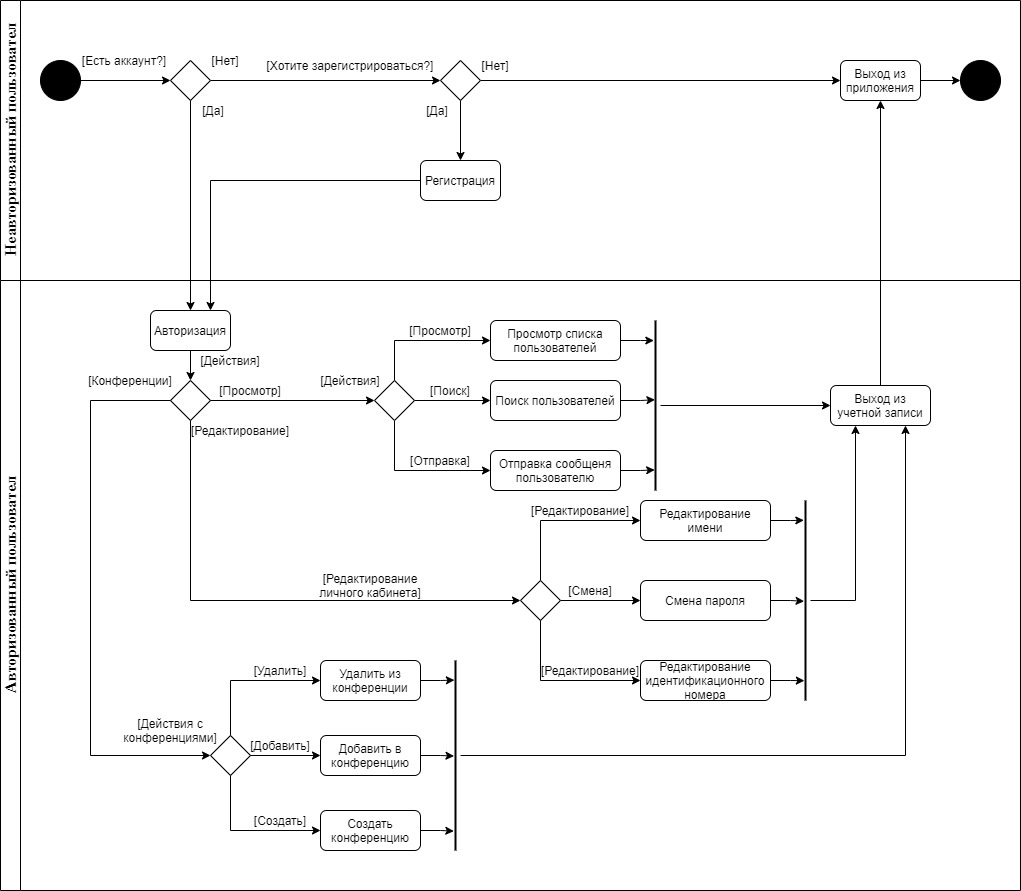 Неавторизованный пользовател
[Есть аккаунт?]
[Нет]
[Хотите зарегистрироваться?]
[Нет]
Выход из
приложения
[Да]
[Да]
Регистрация
Авторизованный пользовател
Авторизация
[Действия]
[Конференции]
[Просмотр]
[Редактирование]
[Действия]
[Просмотр]
Просмотр списка
пользователей
[Поиск]
Поиск пользователей
[Отправка]
Отправка сообщеня
пользователю
Выход из
учетной записи
[Редактирование]
Редактирование
имени
[Редактирование
личного кабинета]
[Смена]
Смена пароля
[Редактирование]
Редактирование
идентификационного
номера
[Удалить]
Удалить из
конференции
[Действия с
конференциями]
[Добавить]
Добавить в
конференцию
[Создать]
Создать
конференцию